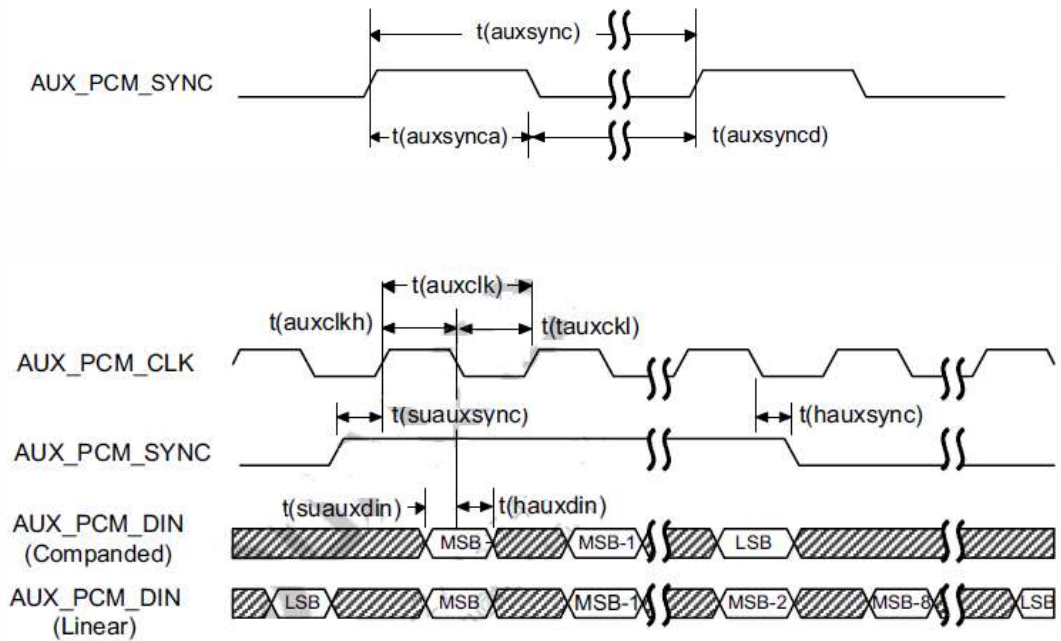 t(auxsync)
AUX_PCM_SYNC
t(auxsynca)
t(auxsyncd)
t(auxclk)
t(auxclkh)
t(tauxckl)
AUX_PCM_CLK
t(suauxsync)
t(hauxsync)
AUX_PCM_SYNC
t(suauxdin)
t(hauxdin)
AUX_PCM_DIN
(Companded)
MSB
MSB-1
LSB
AUX_PCM_DIN
(Linear)
LSB
MSB
MSB-1
MSB-2
MSB-8
LSB